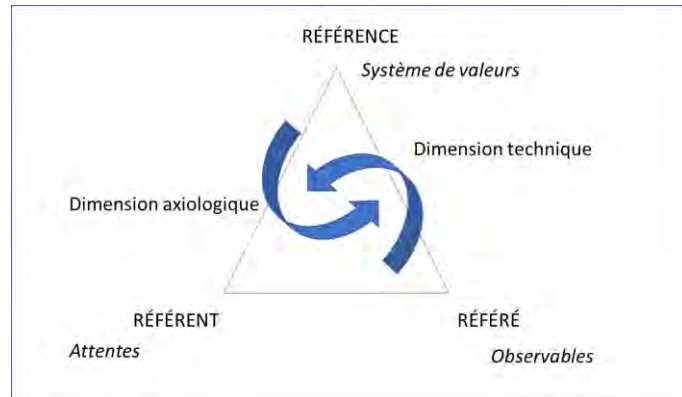 RÉFÉRENCE
Système de valeurs
Dimension technique
Dimension axiologique
RÉFÉRENT
RÉFÉRÉ
Attentes
Observables